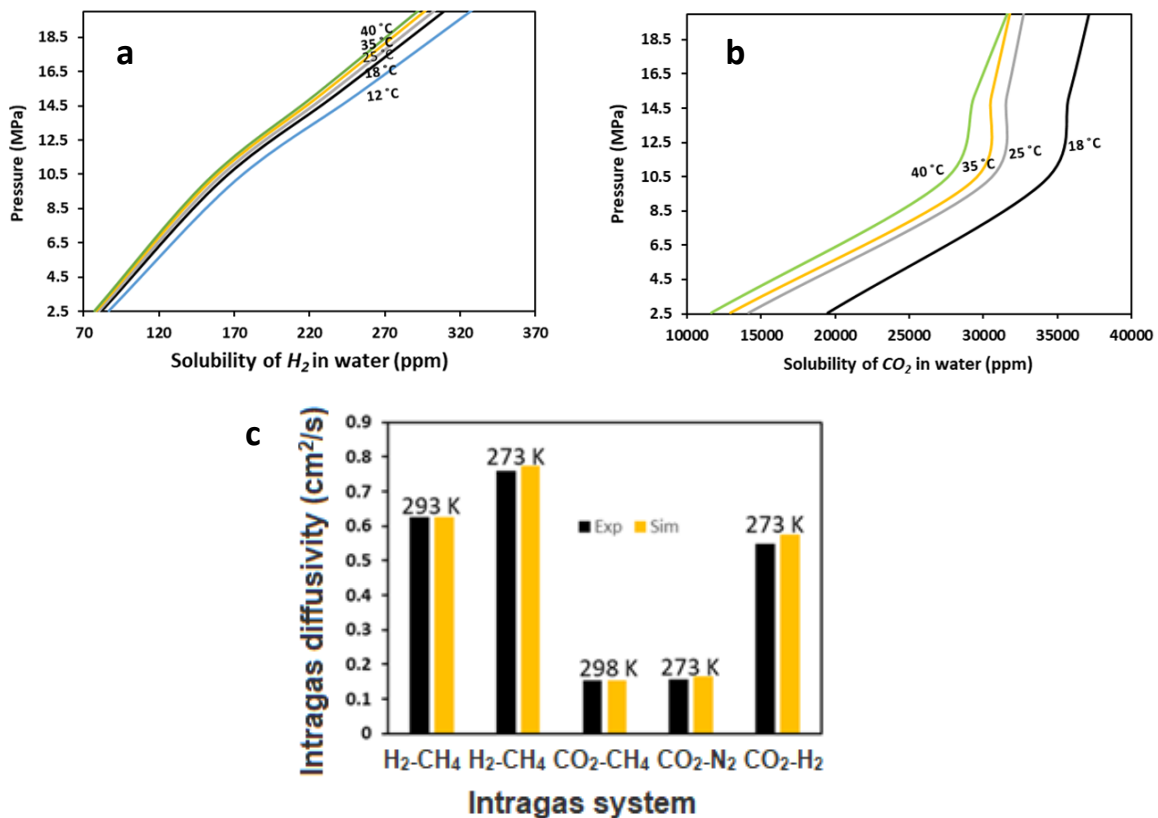 a
18.5
16.5
14.5
12.5
10.5
8.5
6.5
4.5
2.5
Pressure (MPa)
40 °C
35 °C
25 °C
18 °C
12 °C
70 120 170 220 270 320 370
Solubility of H₂ in water (ppm)
b
18.5
16.5
14.5
12.5
10.5
8.5
6.5
4.5
2.5
Pressure (MPa)
40 °C
35 °C
25 °C
18 °C
10000 15000 20000 25000 30000 35000 40000
Solubility of CO₂ in water (ppm)
c
Intragas diffusivity (cm²/s)
0.9
0.8
0.7
0.6
0.5
0.4
0.3
0.2
0.1
0
293 K
273 K
298 K
273 K
273 K
Exp Sim
H₂-CH₄ H₂-CH₄ CO₂-CH₄ CO₂-N₂ CO₂-H₂
Intragas system